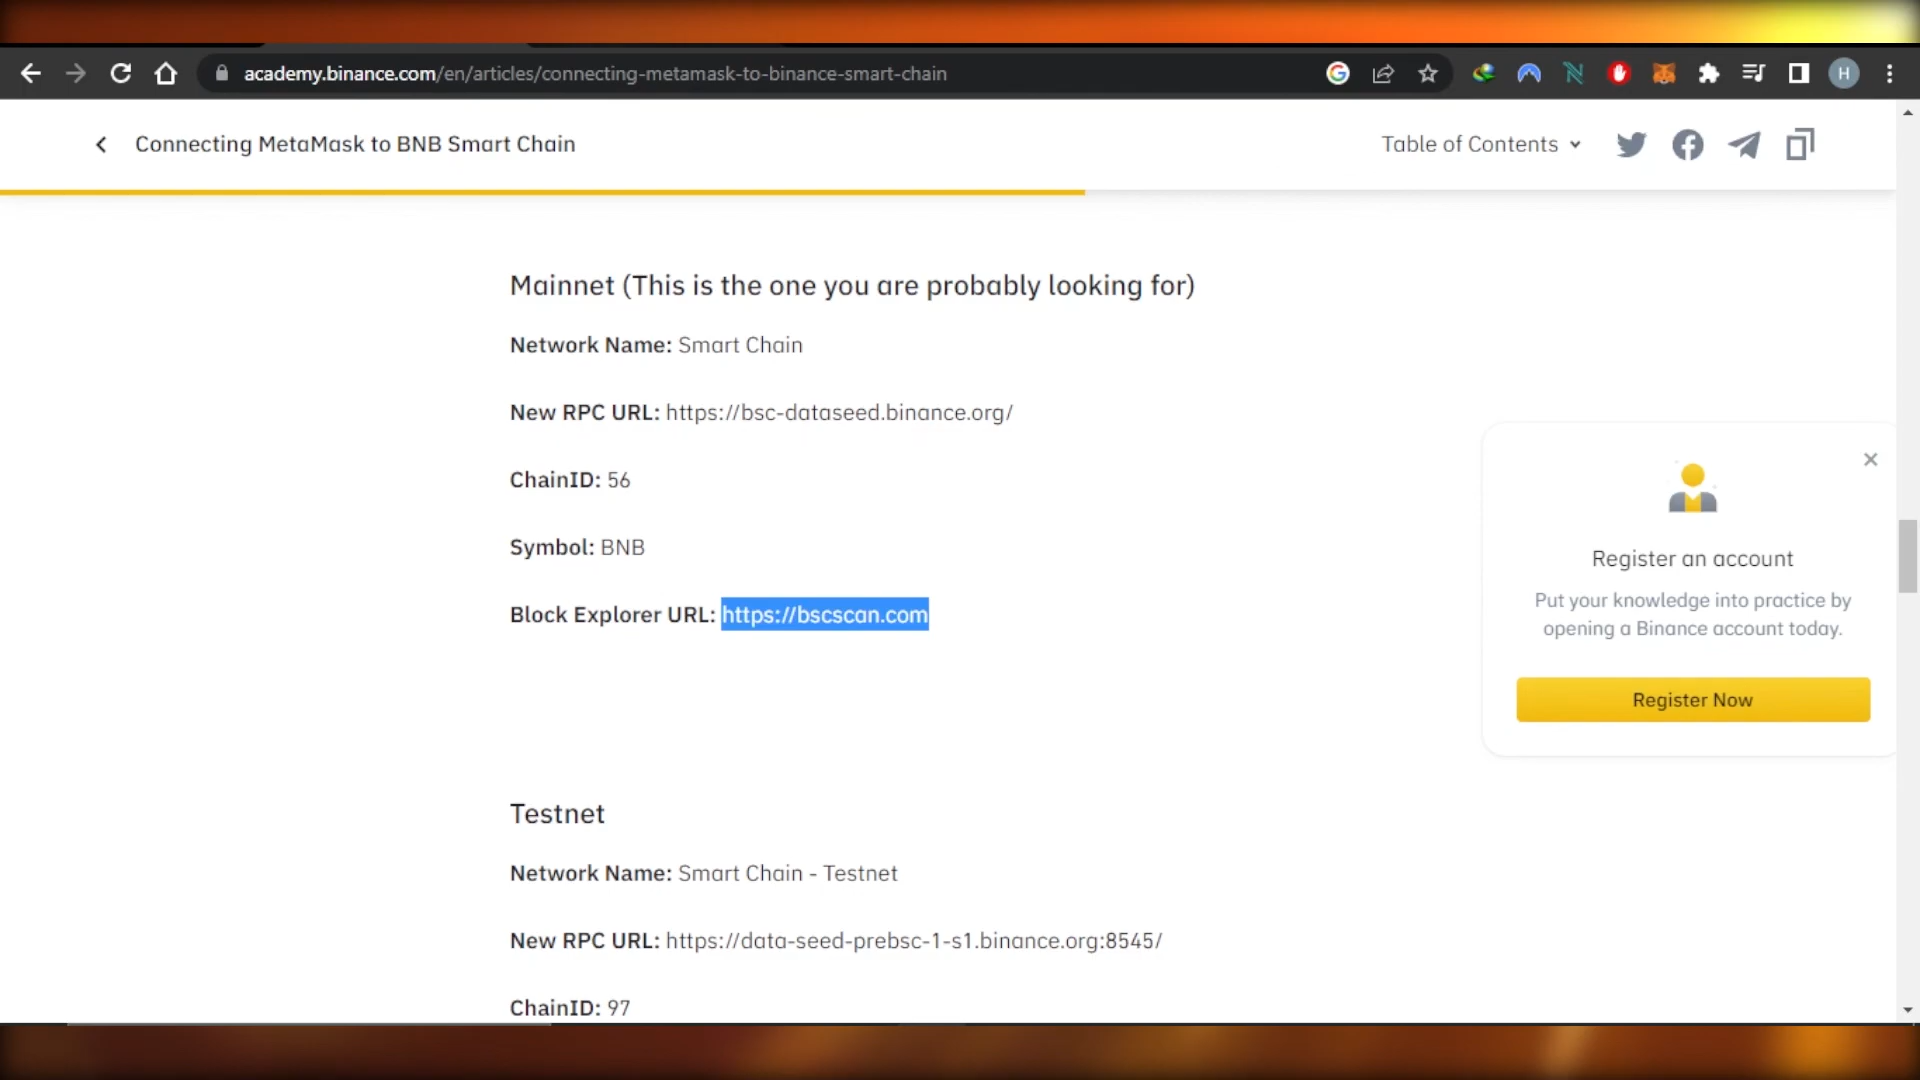 academy.binance.com/en/articles/connecting-metamask-to-binance-smart-chain
H
Connecting MetaMask to BNB Smart Chain
Table of Contents
Mainnet (This is the one you are probably looking for)
Network Name: Smart Chain
New RPC URL: https://bsc-dataseed.binance.org/
ChainID: 56
Symbol: BNB
Block Explorer URL: https://bscscan.com
Register an account
Put your knowledge into practice by
opening a Binance account today.
Register Now
Testnet
Network Name: Smart Chain - Testnet
New RPC URL: https://data-seed-prebsc-1-s1.binance.org:8545/
ChainID: 97